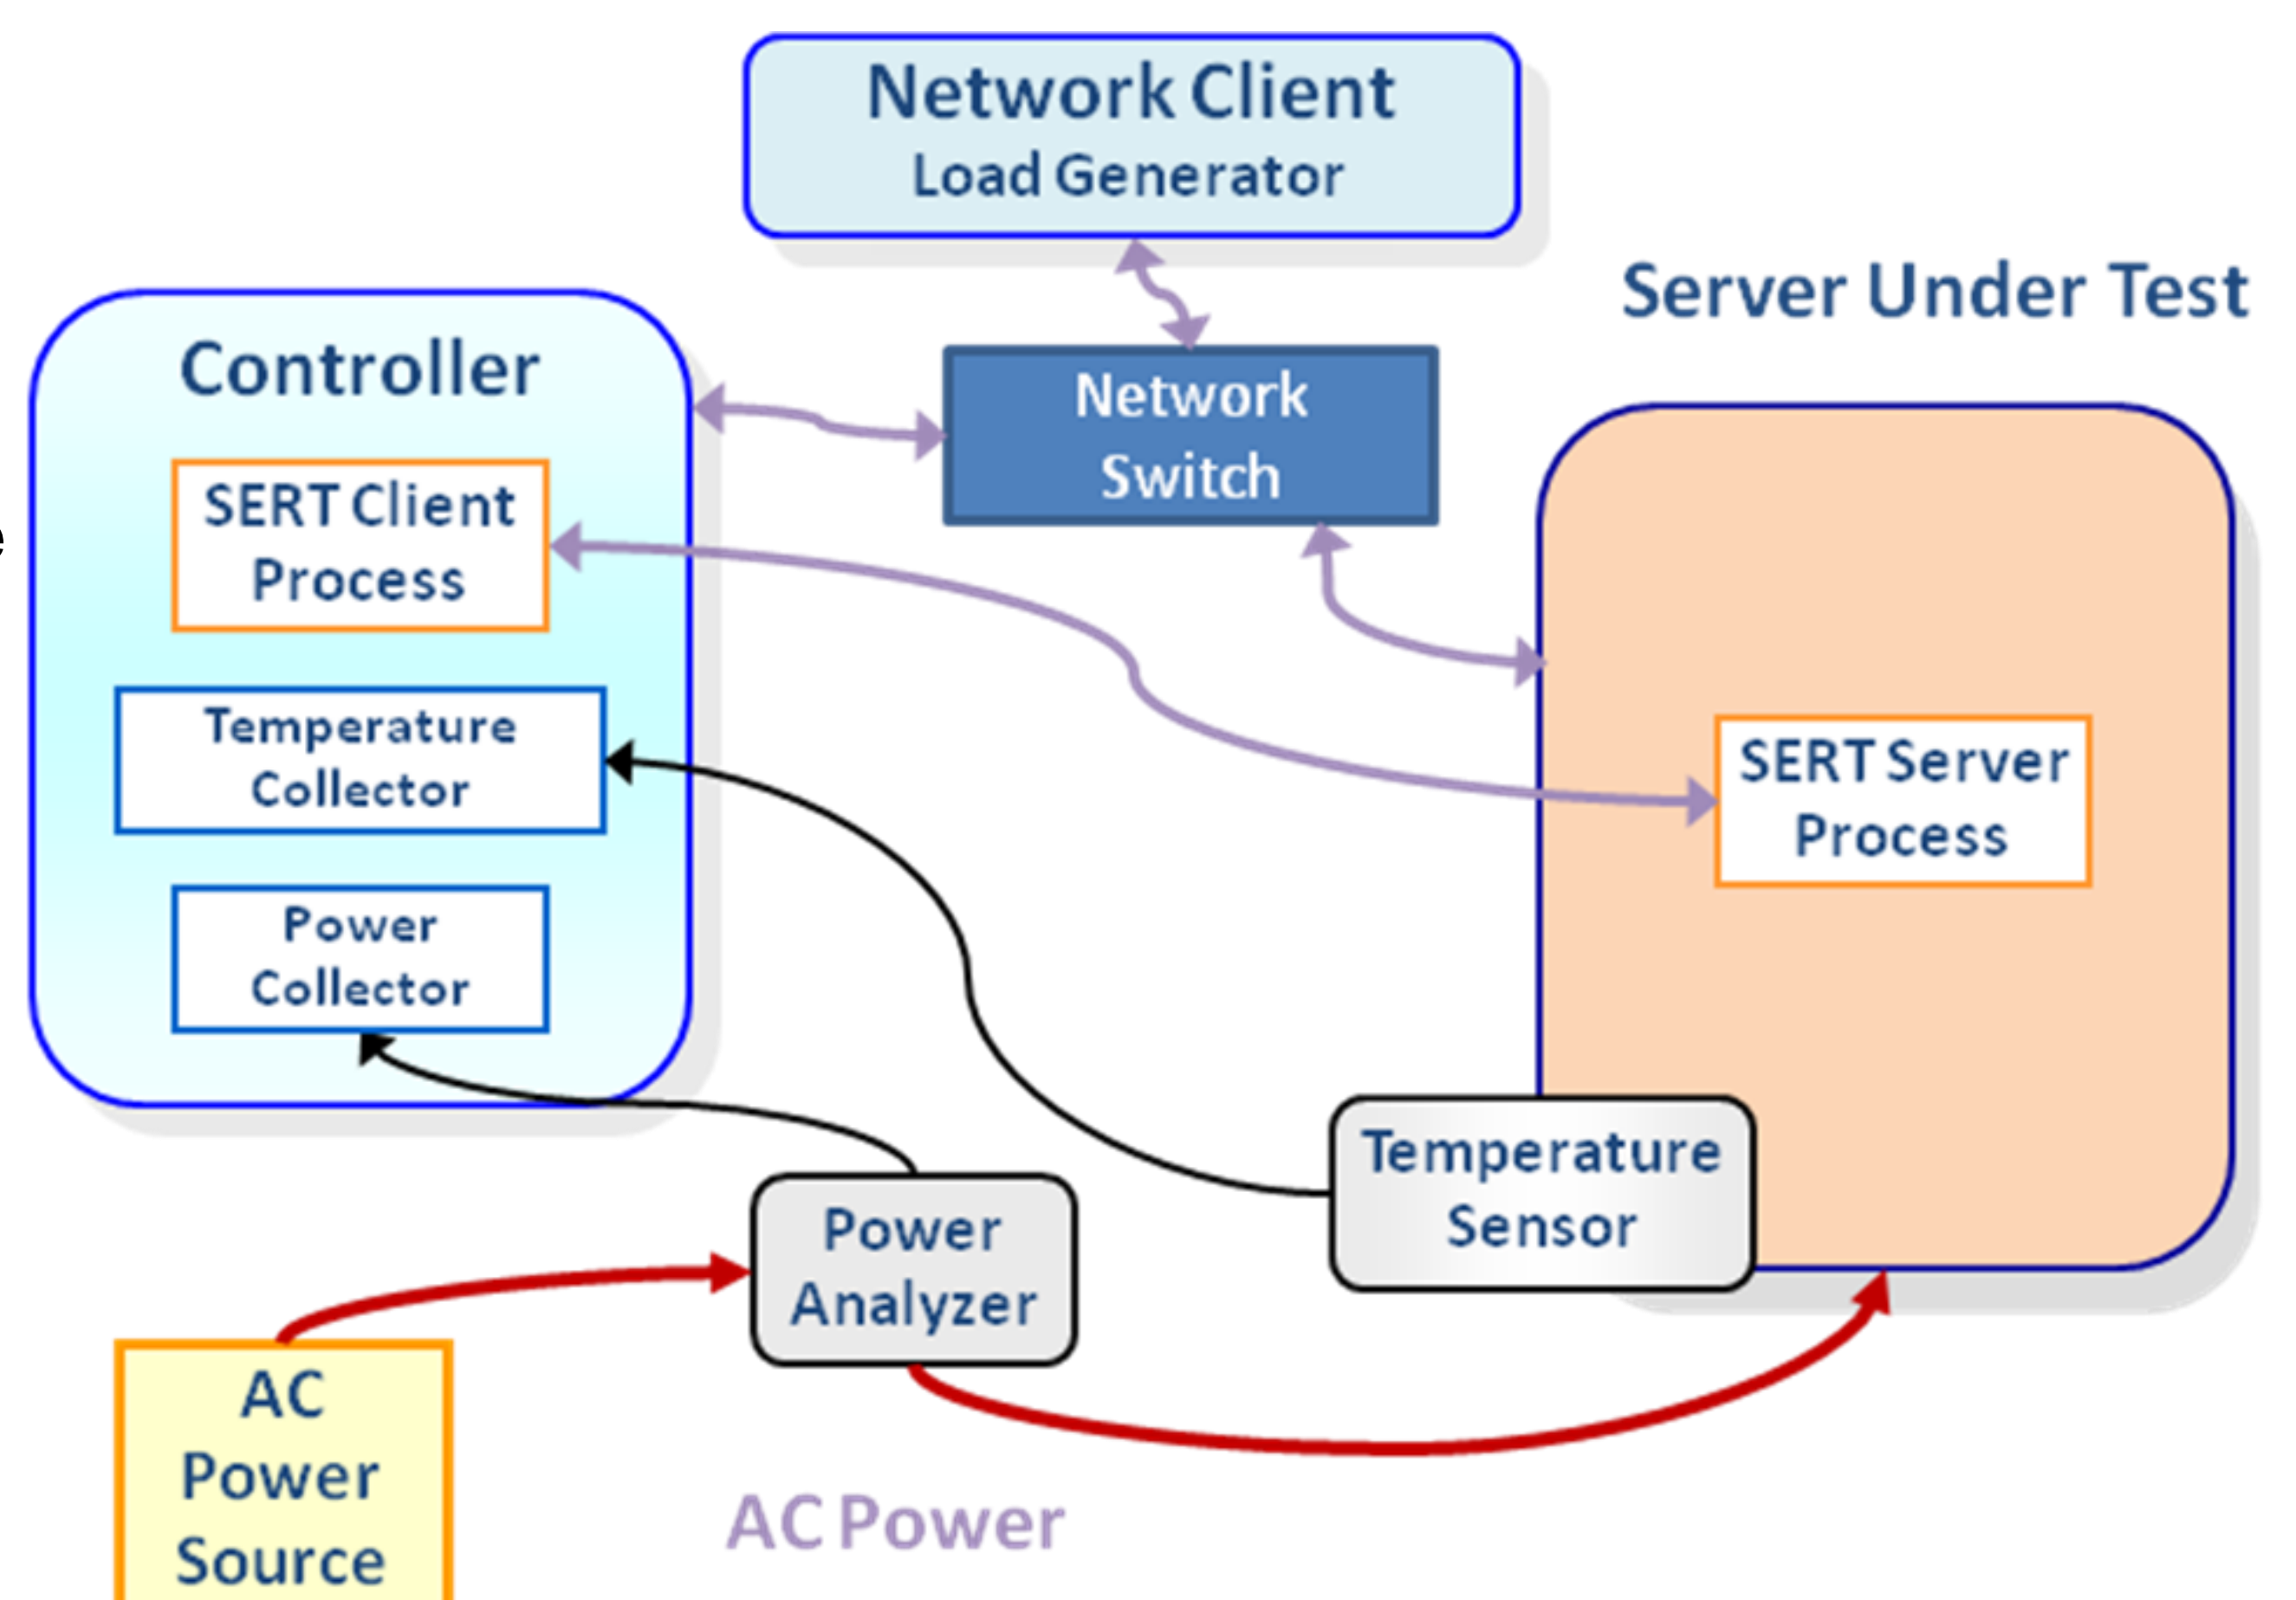 Network Client
Load Generator
Server Under Test
Controller
Network
Switch
SERT Client
Process
e
Temperature
Collector
SERT Server
Process
Power
Collector
Temperature
Sensor
Power
Analyzer
AC
Power
Source
AC Power